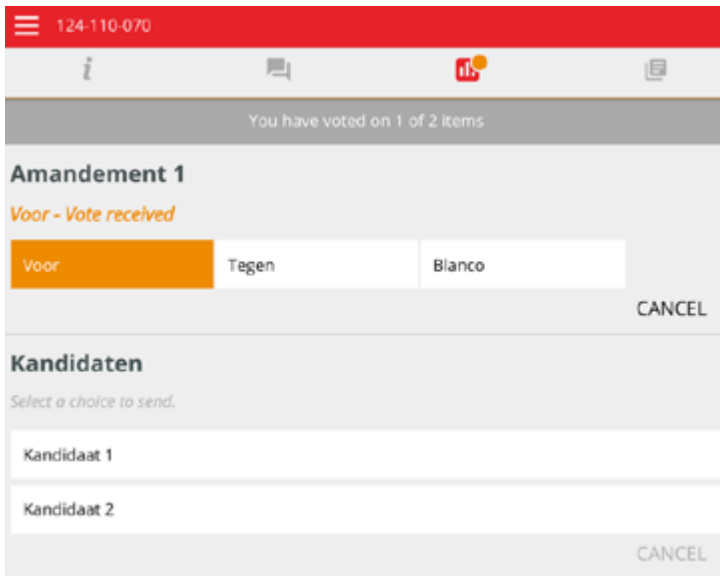 124-110-070
You have voted on 1 of 2 items
Amandement 1
Voor - Vote received
Voor Tegen Blanco
CANCEL
Kandidaten
Select a choice to send.
Kandidaat 1
Kandidaat 2
CANCEL